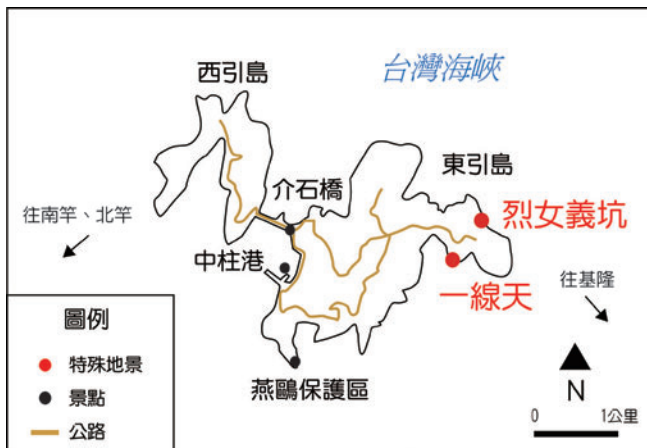 台灣海峽
西引島
東引島
介石橋
烈女義坑
往南竿、北竿
中柱港
一線天
往基隆
圖例
特殊地景
景點
公路
燕鷗保護區
N
0 1公里